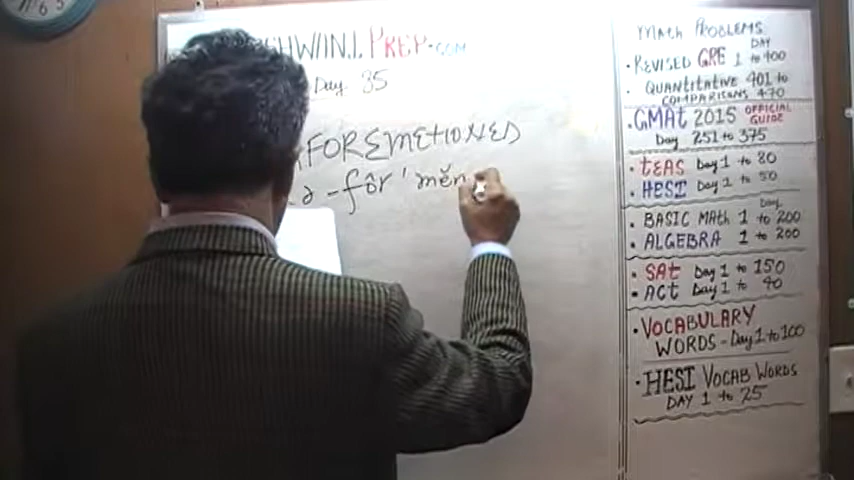 HWINI PREP.COM
Day 35
FOREMETIONED
ə - fôr ' měn
MATH PROBLEMS
DAY
• REVISED GRE 1 to 400
• QUANTITATIVE 401 to
COMPARISONS 470
• GMAT 2015 OFFICIAL GUIDE
Day 251 to 375
• TEAS Day 1 to 80
• HESI Day 1 to 50
Day
• BASIC MATH 1 to 200
• ALGEBRA 1 to 200
• SAT Day 1 to 150
• ACT Day 1 to 90
• VOCABULARY
WORDS - Day 1 to 100
• HESI VOCAB WORDS
DAY 1 to 25